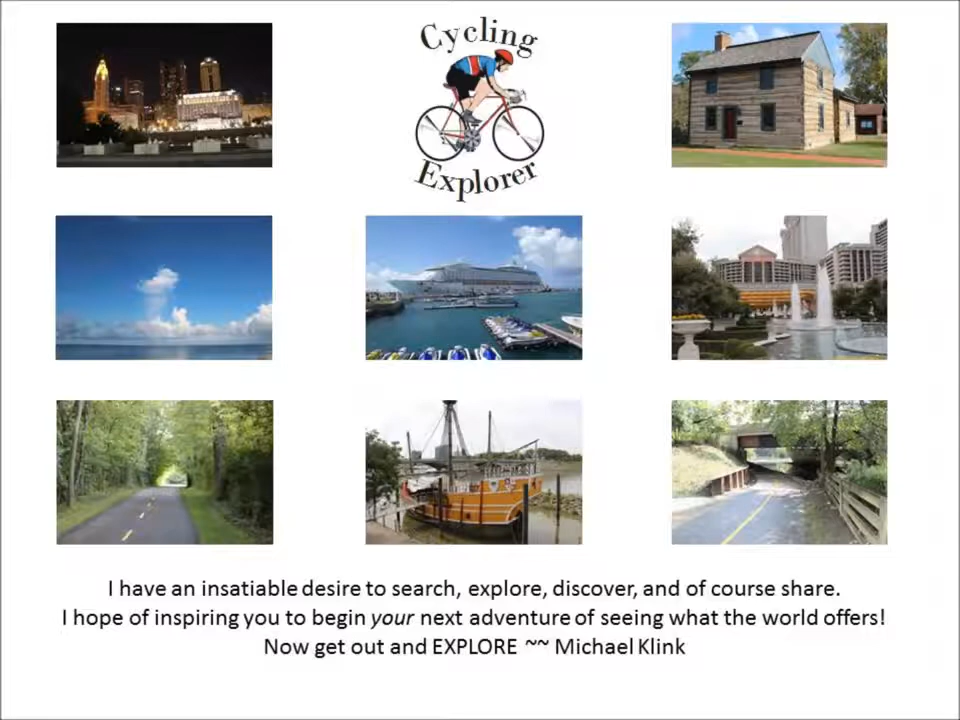 Cycling
Explorer
I have an insatiable desire to search, explore, discover, and of course share.
I hope of inspiring you to begin your next adventure of seeing what the world offers!
Now get out and EXPLORE ~~ Michael Klink